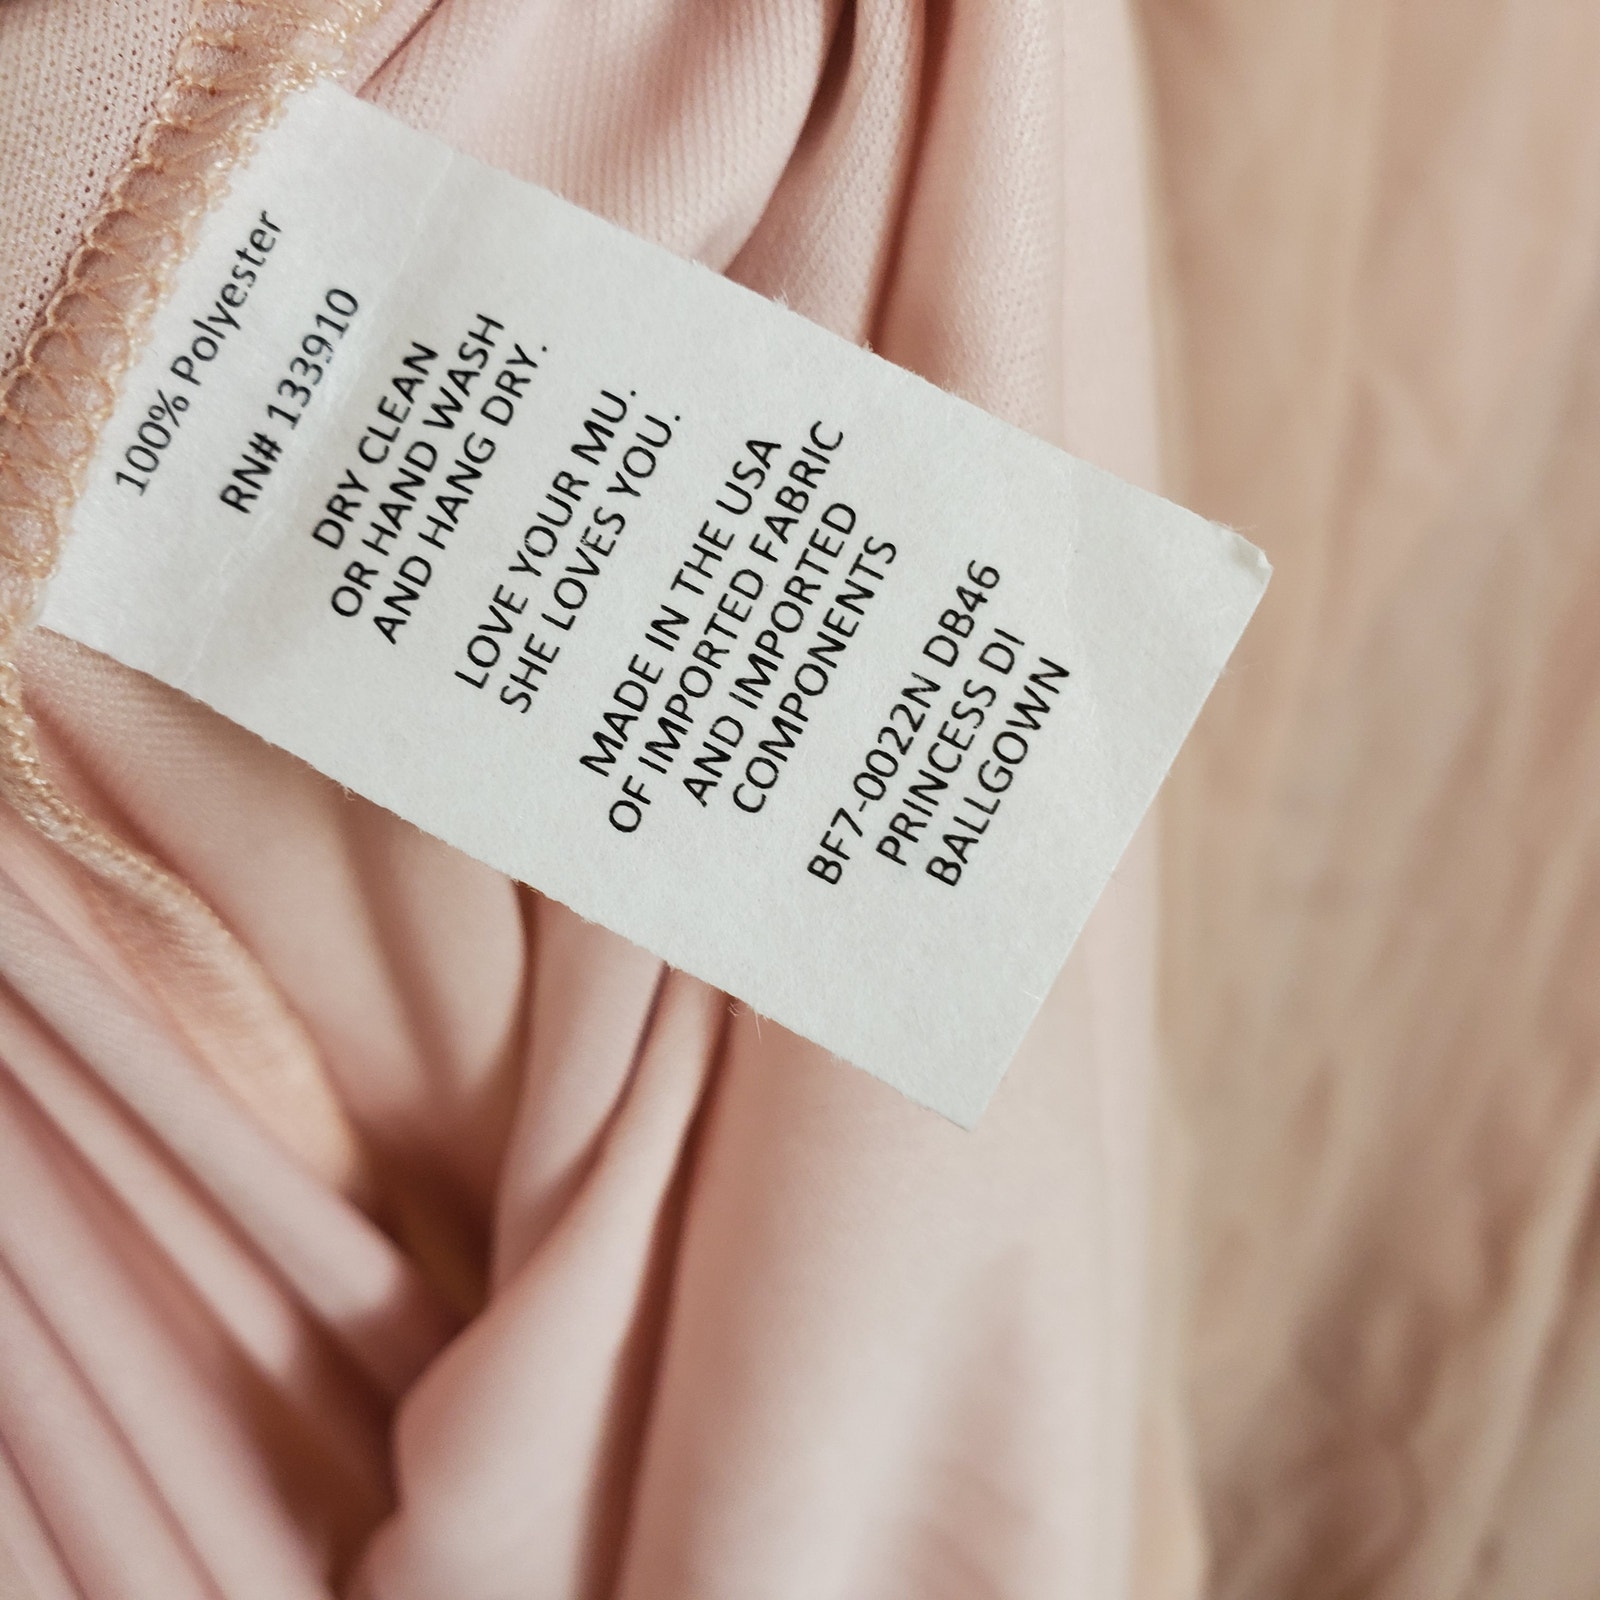 100% Polyester
RN# 133910
DRY CLEAN
OR HAND WASH
AND HANG DRY.
LOVE YOUR MU.
SHE LOVES YOU.
MADE IN THE USA
OF IMPORTED FABRIC
AND IMPORTED
COMPONENTS
BF7-0022N DB46
PRINCESS DI
BALLGOWN